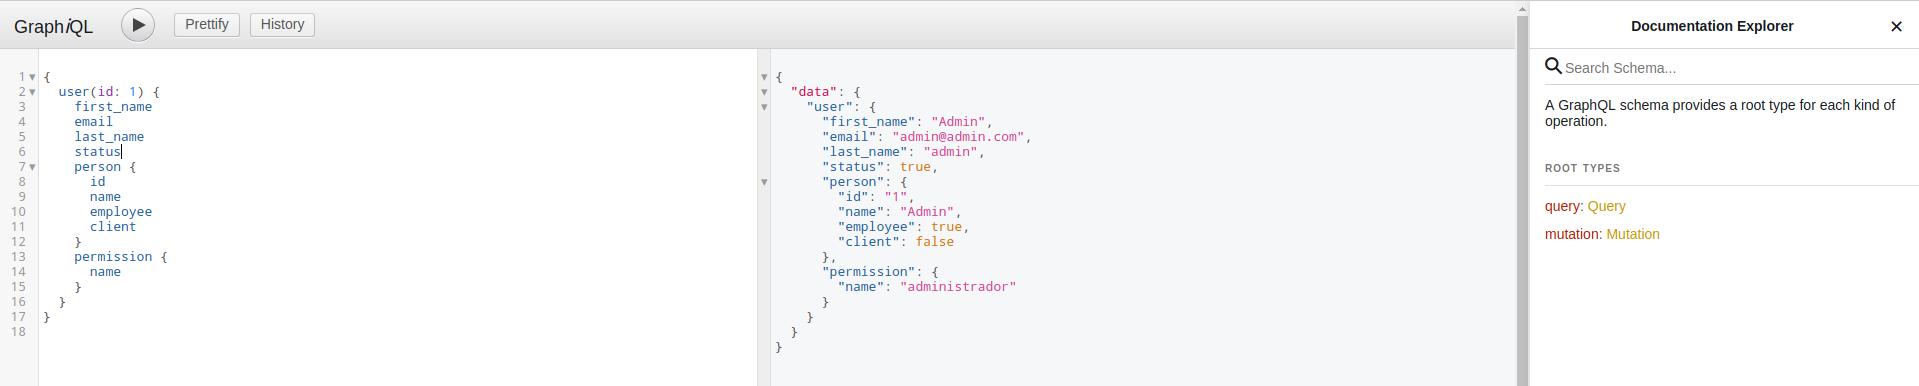 GraphiQL
Prettify
History
1 {
2 user(id: 1) {
3 first_name
4 email
5 last_name
6 status
7 person {
8 id
9 name
10 employee
11 client
12 }
13 permission {
14 name
15 }
16 }
17 }
18
{
"data": {
"user": {
"first_name": "Admin",
"email": "admin@admin.com",
"last_name": "admin",
"status": true,
"person": {
"id": "1",
"name": "Admin",
"employee": true,
"client": false
},
"permission": {
"name": "administrador"
}
}
}
}
Documentation Explorer
Search Schema...
A GraphQL schema provides a root type for each kind of
operation.
ROOT TYPES
query: Query
mutation: Mutation